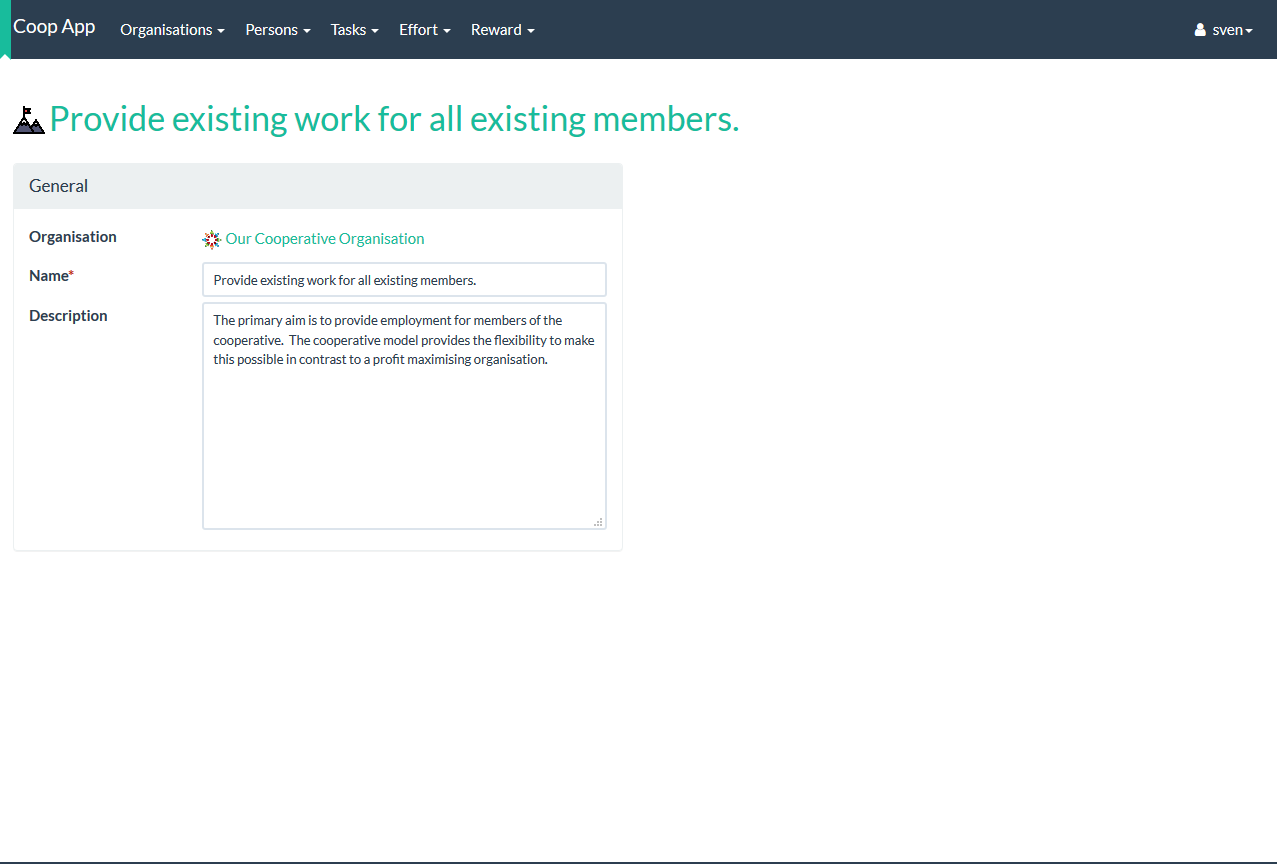 Coop App
Organisations Persons Tasks Effort Reward sven
Provide existing work for all existing members.
General
Organisation Our Cooperative Organisation
Name* Provide existing work for all existing members.
Description The primary aim is to provide employment for members of the
cooperative.  The cooperative model provides the flexibility to make
this possible in contrast to a profit maximising organisation.